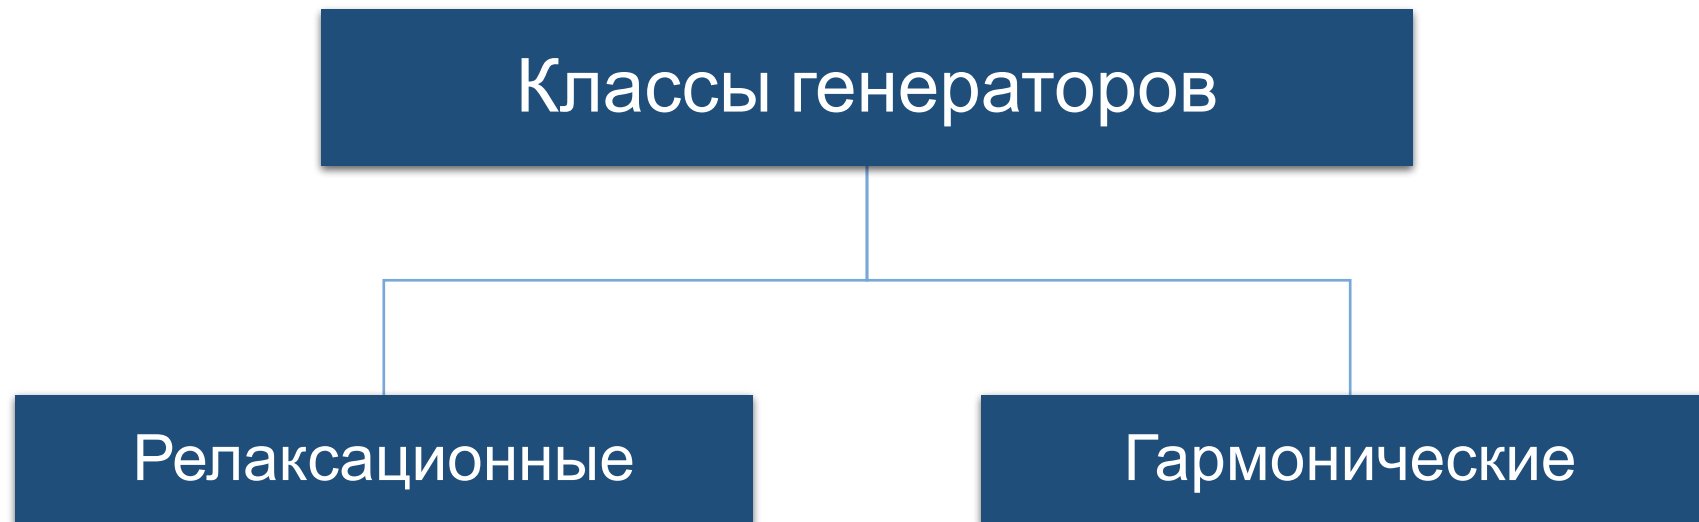 Классы генераторов
Релаксационные
Гармонические